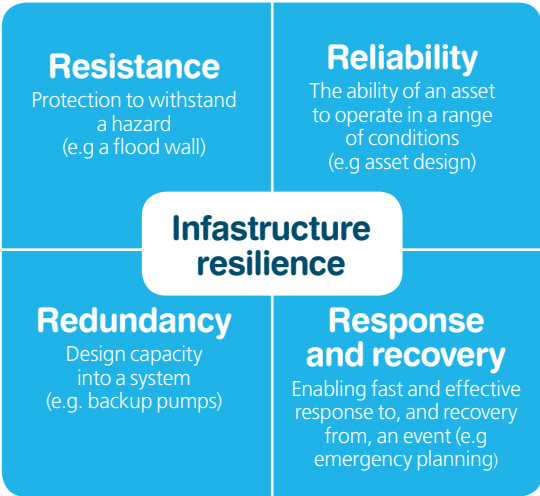 Resistance
Protection to withstand
a hazard
(e.g a flood wall)
Reliability
The ability of an asset
to operate in a range
of conditions
(e.g asset design)
Infastructure
resilience
Redundancy
Design capacity
into a system
(e.g. backup pumps)
Response
and recovery
Enabling fast and effective
response to, and recovery
from, an event (e.g
emergency planning)